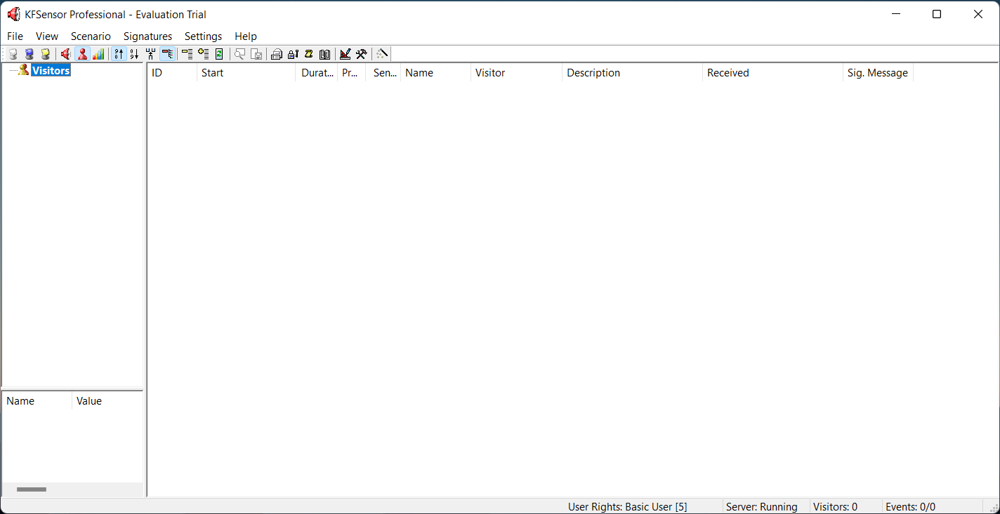 KFSensor Professional - Evaluation Trial
File View Scenario Signatures Settings Help
Visitors
ID Start Durat... Pr... Sen... Name Visitor Description Received Sig. Message
Name Value
User Rights: Basic User [5] Server: Running Visitors: 0 Events: 0/0